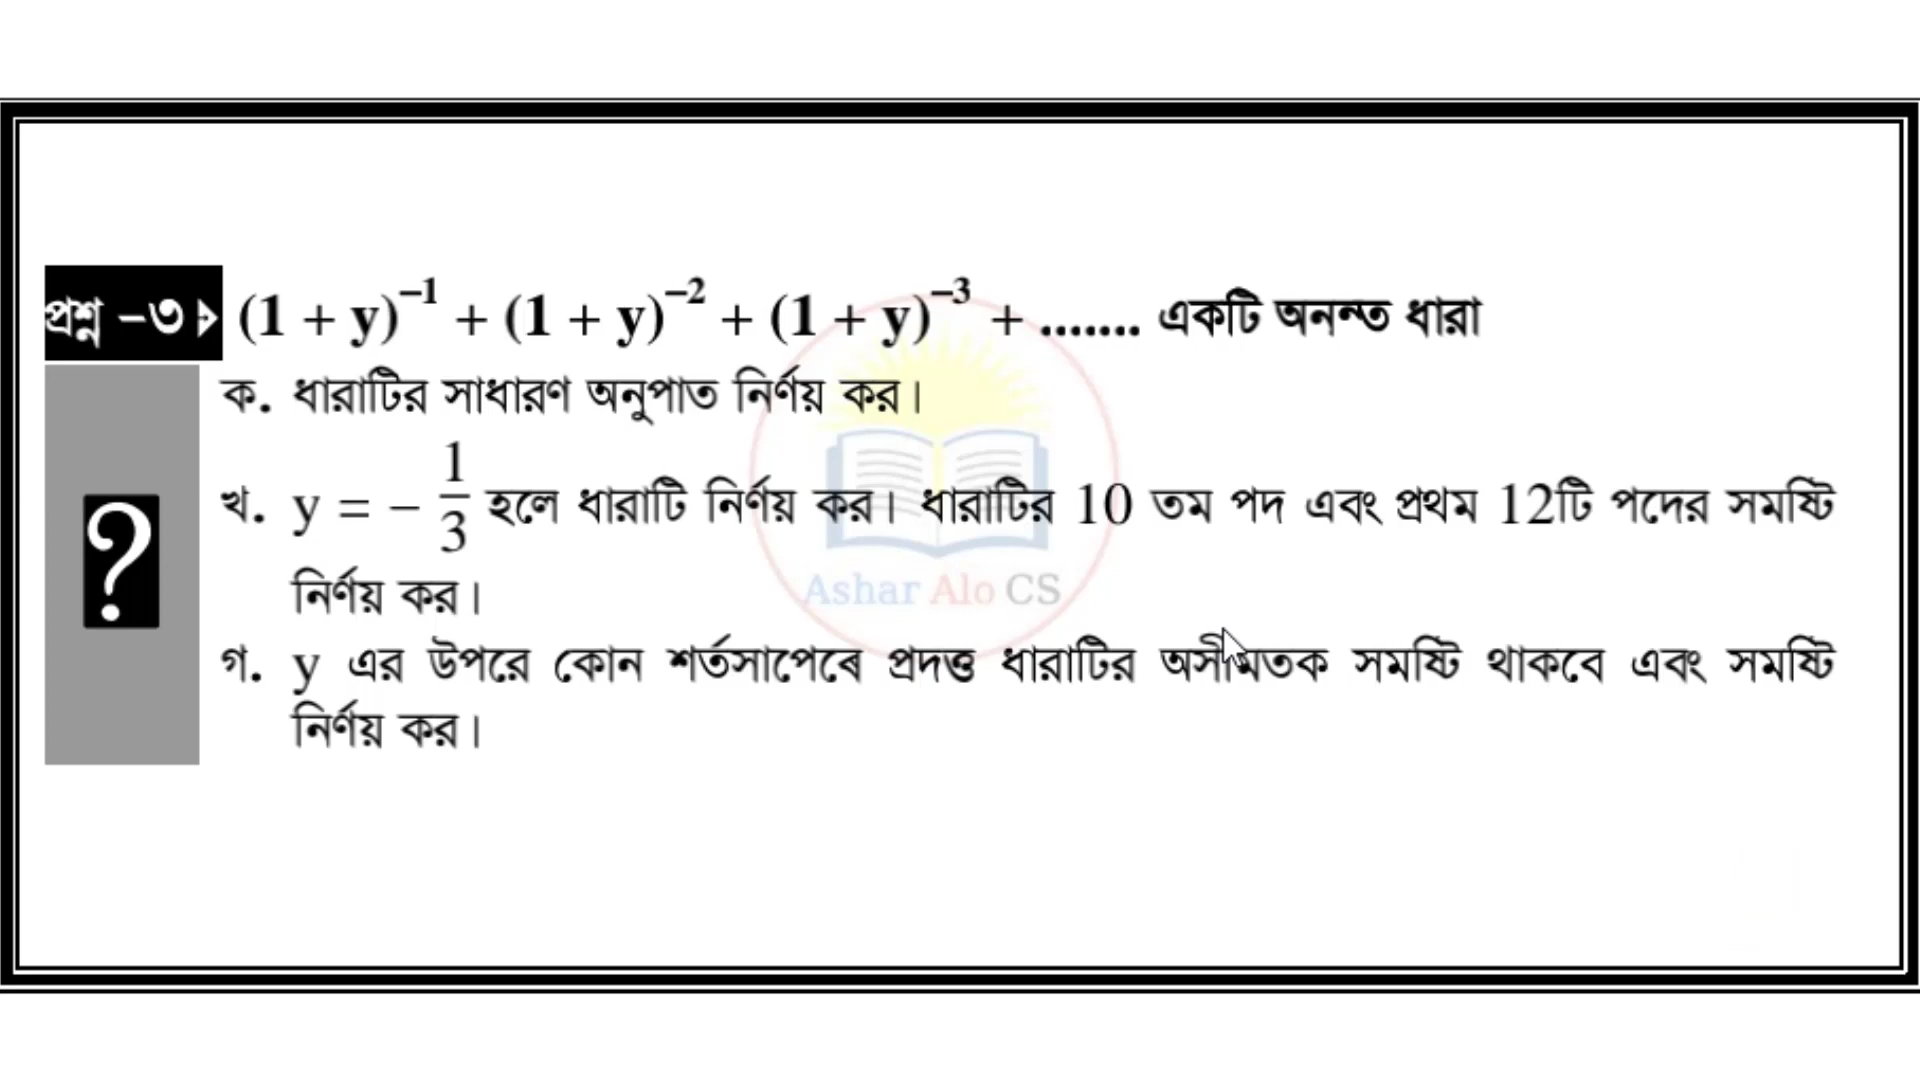 প্রশ্ন –৩ (1 + y)⁻¹ + (1 + y)⁻² + (1 + y)⁻³ + ....... একটি অনন্ত ধারা
ক. ধারাটির সাধারণ অনুপাত নির্ণয় কর।
খ. y = – 1/3 হলে ধারাটি নির্ণয় কর। ধারাটির 10 তম পদ এবং প্রথম 12টি পদের সমষ্টি
নির্ণয় কর।
?
Ashar Alo CS
গ. y এর উপরে কোন শর্তসাপেৰে প্রদত্ত ধারাটির অসীমতক সমষ্টি থাকবে এবং সমষ্টি
নির্ণয় কর।